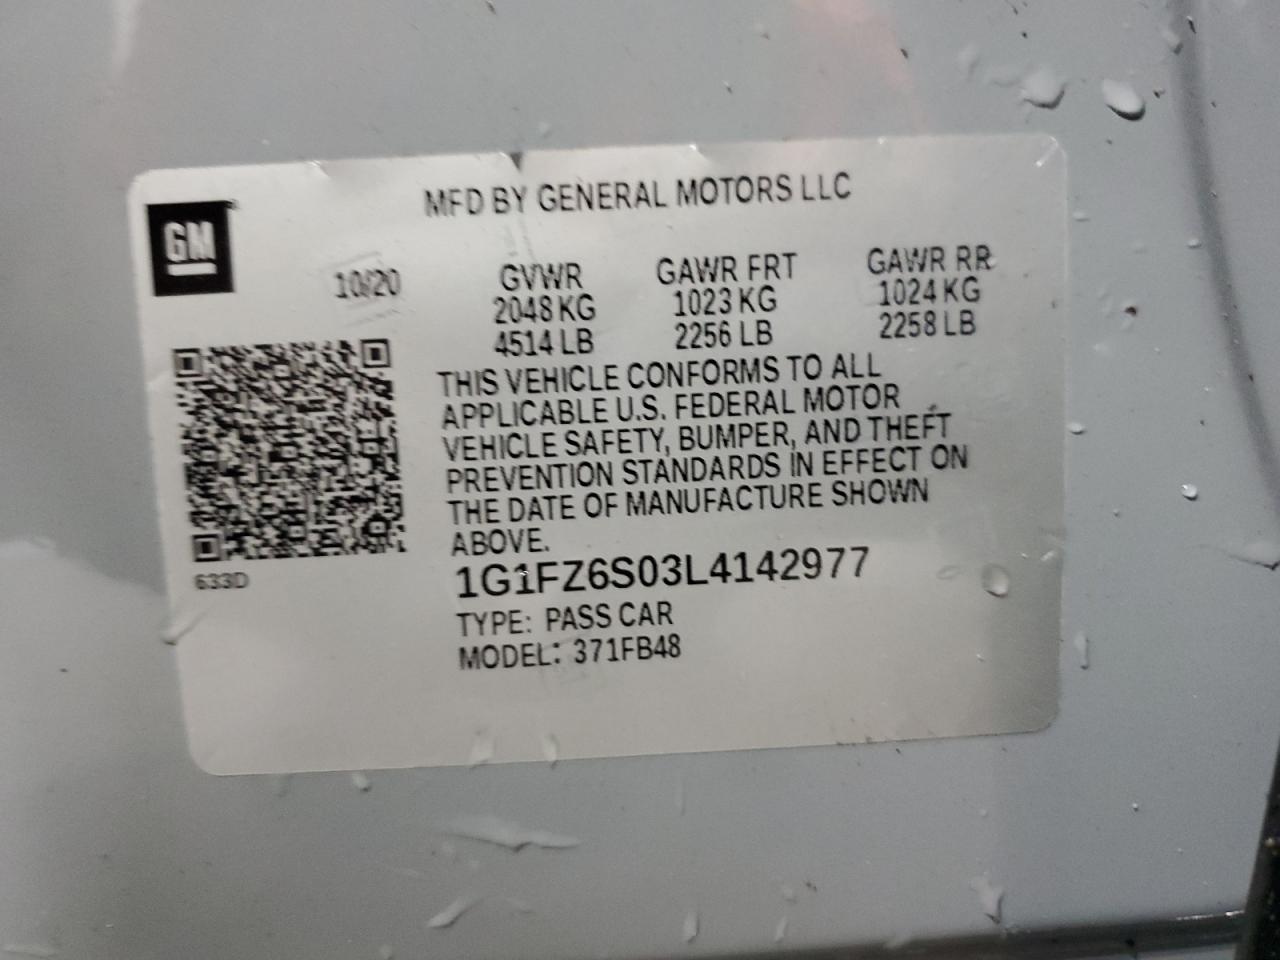 MFD BY GENERAL MOTORS LLC
GM
10/20 GVWR GAWR FRT GAWR RR
2048 KG 1023 KG 1024 KG
4514 LB 2256 LB 2258 LB
THIS VEHICLE CONFORMS TO ALL
APPLICABLE U.S. FEDERAL MOTOR
VEHICLE SAFETY, BUMPER, AND THEFT
PREVENTION STANDARDS IN EFFECT ON
THE DATE OF MANUFACTURE SHOWN
ABOVE.
633D
1G1FZ6S03L4142977
TYPE: PASS CAR
MODEL: 371FB48